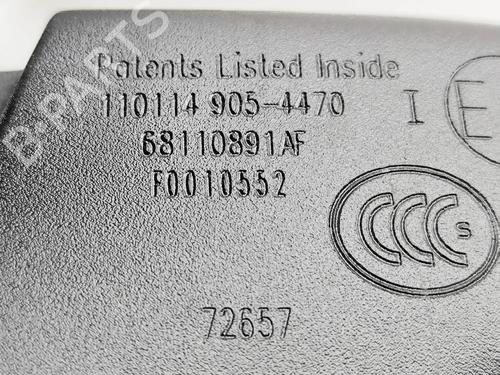 Patents Listed Inside
110114 905-4470
I E
68110891AF
F0010552
CCC S
72657
B-PARTS